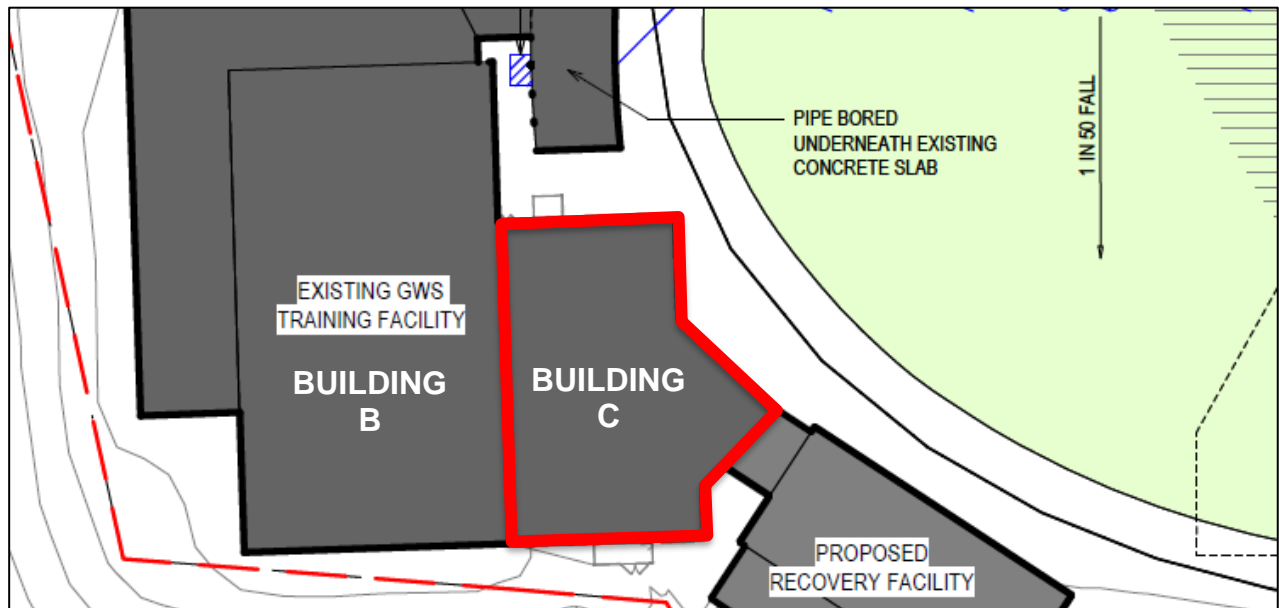 PIPE BORED
UNDERNEATH EXISTING
CONCRETE SLAB
1 IN 50 FALL
EXISTING GWS
TRAINING FACILITY
BUILDING
B
BUILDING
C
PROPOSED
RECOVERY FACILITY